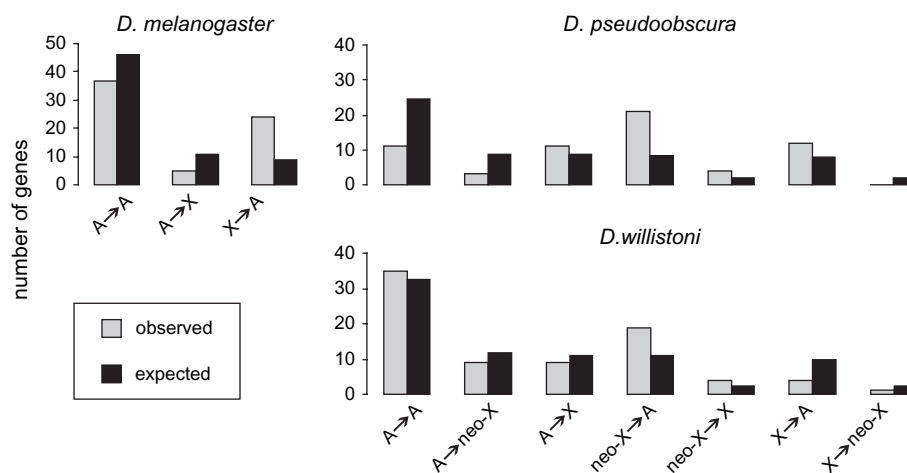 D. melanogaster
D. pseudoobscura
number of genes
50
40
30
20
10
0
A→A
A→X
X→A
40
30
20
10
0
D.willistoni
40
30
20
10
0
A→A
A→neo-X
A→X
neo-X→A
neo-X→X
X→A
X→neo-X
observed
expected